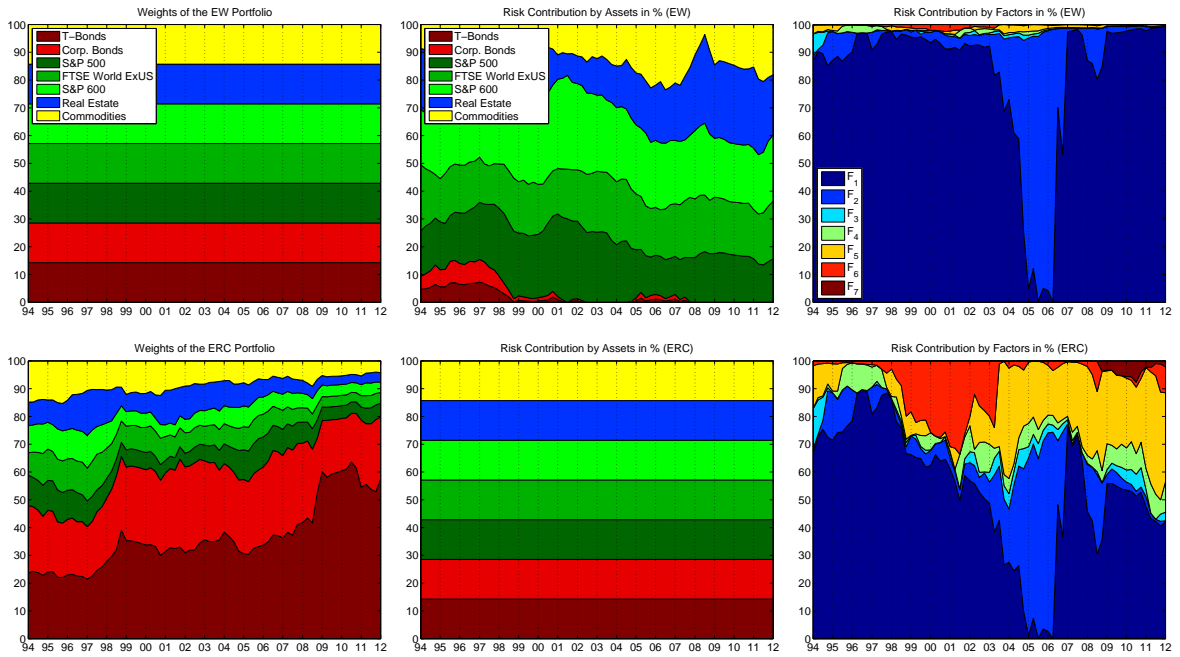 Weights of the EW Portfolio
100
90
80
70
60
50
40
30
20
10
0
94 95 96 97 98 99 00 01 02 03 04 05 06 07 08 09 10 11 12
T−Bonds
Corp. Bonds
S&P 500
FTSE World ExUS
S&P 600
Real Estate
Commodities
Risk Contribution by Assets in % (EW)
100
90
80
70
60
50
40
30
20
10
0
94 95 96 97 98 99 00 01 02 03 04 05 06 07 08 09 10 11 12
T−Bonds
Corp. Bonds
S&P 500
FTSE World ExUS
S&P 600
Real Estate
Commodities
Risk Contribution by Factors in % (EW)
100
90
80
70
60
50
40
30
20
10
0
94 95 96 97 98 99 00 01 02 03 04 05 06 07 08 09 10 11 12
F1
F2
F3
F4
F5
F6
F7
Weights of the ERC Portfolio
100
90
80
70
60
50
40
30
20
10
0
94 95 96 97 98 99 00 01 02 03 04 05 06 07 08 09 10 11 12
Risk Contribution by Assets in % (ERC)
100
90
80
70
60
50
40
30
20
10
0
94 95 96 97 98 99 00 01 02 03 04 05 06 07 08 09 10 11 12
Risk Contribution by Factors in % (ERC)
100
90
80
70
60
50
40
30
20
10
0
94 95 96 97 98 99 00 01 02 03 04 05 06 07 08 09 10 11 12